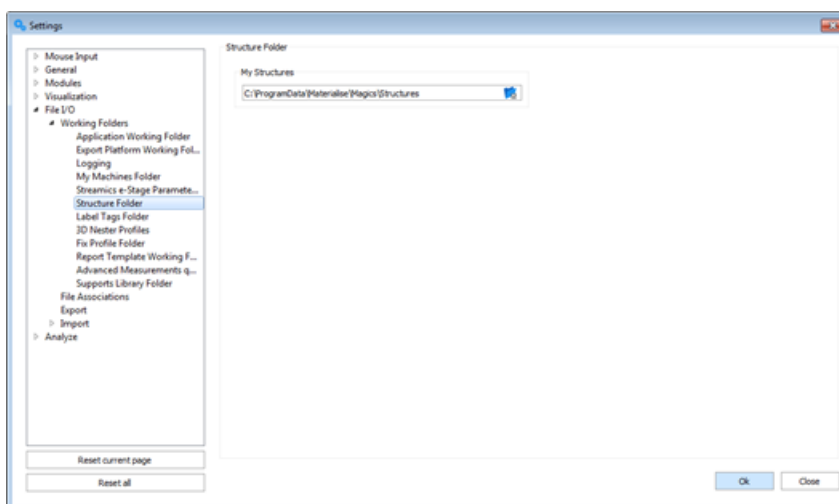 Settings
Mouse Input
General
Modules
Visualization
File I/O
Working Folders
Application Working Folder
Export Platform Working Fol...
Logging
My Machines Folder
Streamics e-Stage Paramete...
Structure Folder
Label Tags Folder
3D Nester Profiles
Fix Profile Folder
Report Template Working F...
Advanced Measurements q...
Supports Library Folder
File Associations
Export
Import
Analyze
Reset current page
Reset all
Structure Folder
My Structures
C:\ProgramData\Materialise\Magics\Structures
Ok
Close